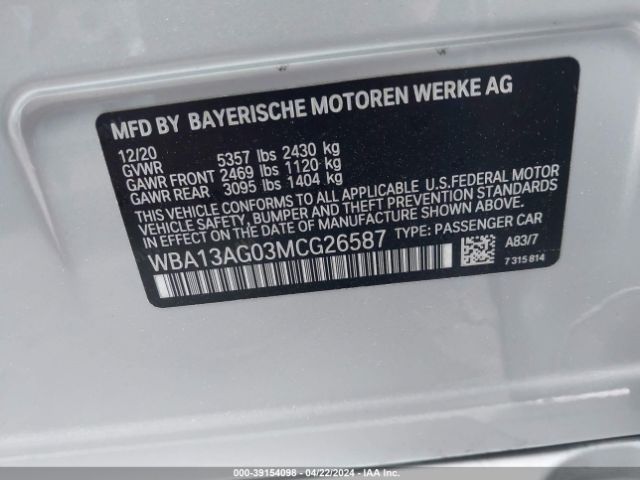 MFD BY BAYERISCHE MOTOREN WERKE AG
12/20
GVWR 5357 lbs 2430 kg
GAWR FRONT 2469 lbs 1120 kg
GAWR REAR 3095 lbs 1404 kg
THIS VEHICLE CONFORMS TO ALL APPLICABLE U.S.FEDERAL MOTOR
VEHICLE SAFETY, BUMPER AND THEFT PREVENTION STANDARDS
IN EFFECT ON THE DATE OF MANUFACTURE SHOWN ABOVE.
WBA13AG03MCG26587 TYPE: PASSENGER CAR
A83/7
7 315 814
000-39154098 - 04/22/2024 - IAA Inc.